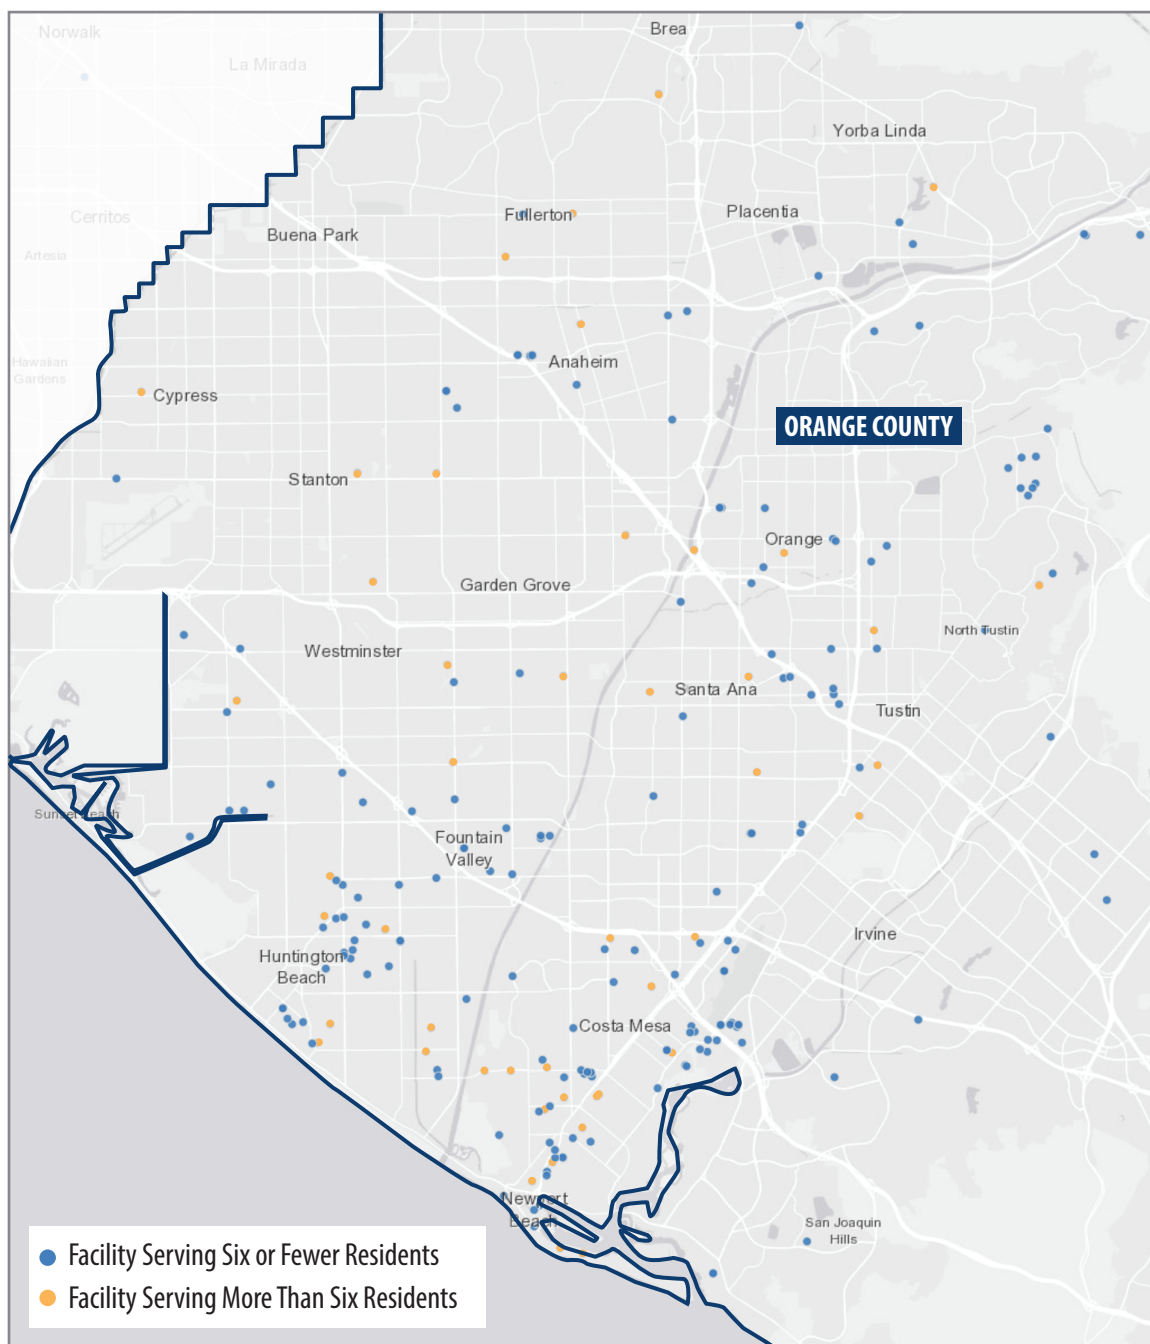 Norwalk
Brea
La Mirada
Yorba Linda
Cerritos
Fullerton
Placentia
Buena Park
Artesia
Hawaiian
Gardens
Anaheim
Cypress
ORANGE COUNTY
Stanton
Orange
Garden Grove
North Tustin
Westminster
Santa Ana
Tustin
Sunset Beach
Fountain
Valley
Irvine
Huntington
Beach
Costa Mesa
Newport
Beach
San Joaquin
Hills
Facility Serving Six or Fewer Residents
Facility Serving More Than Six Residents